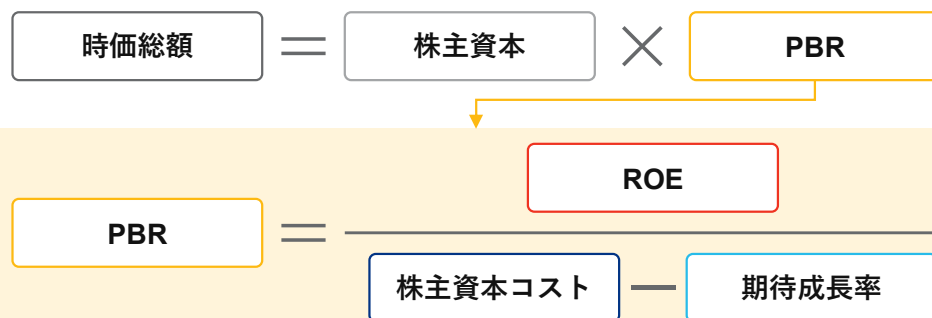 時価総額 = 株主資本 × PBR
ROE
PBR =
株主資本コスト — 期待成長率